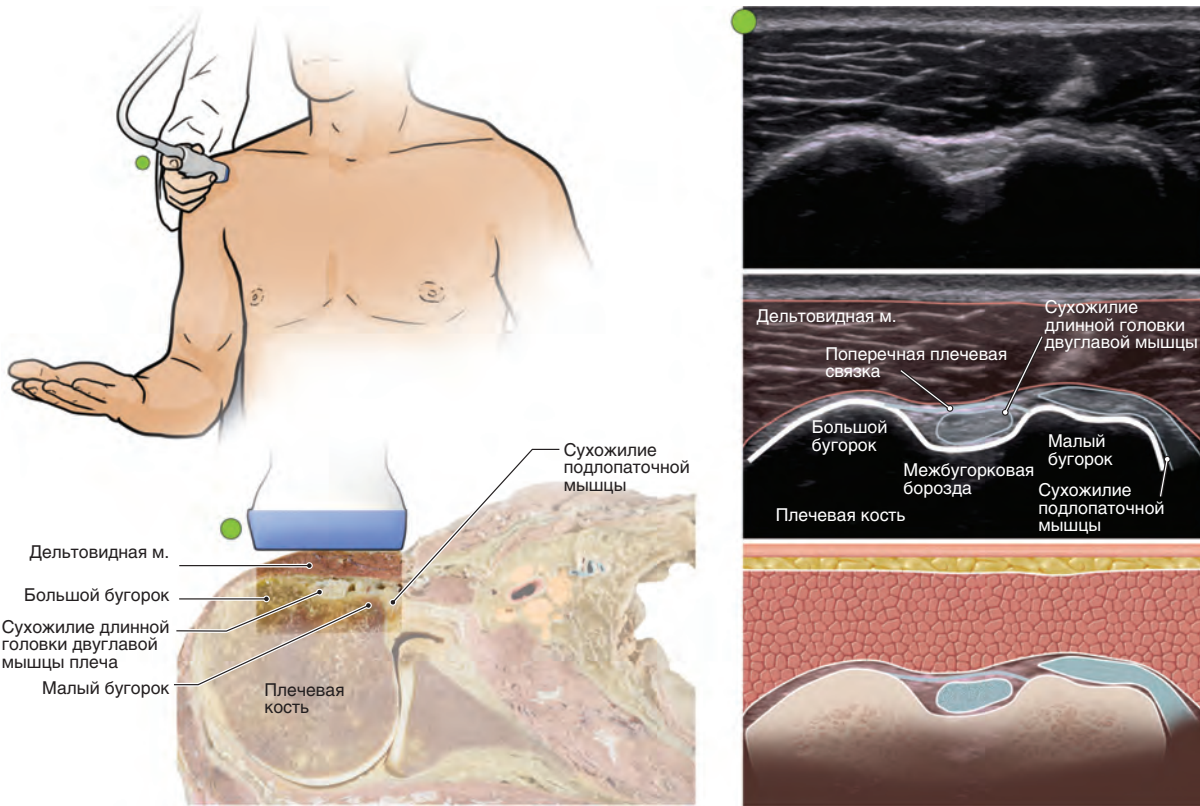 Сухожилие
подлопаточной
мышцы
Дельтовидная м.
Большой бугорок
Сухожилие длинной
головки двуглавой
мышцы плеча
Малый бугорок
Плечевая
кость
Дельтовидная м.
Сухожилие
длинной головки
двуглавой мышцы
Поперечная плечевая
связка
Большой
бугорок
Малый
бугорок
Межбугорковая
борозда
Сухожилие
подлопаточной
мышцы
Плечевая кость